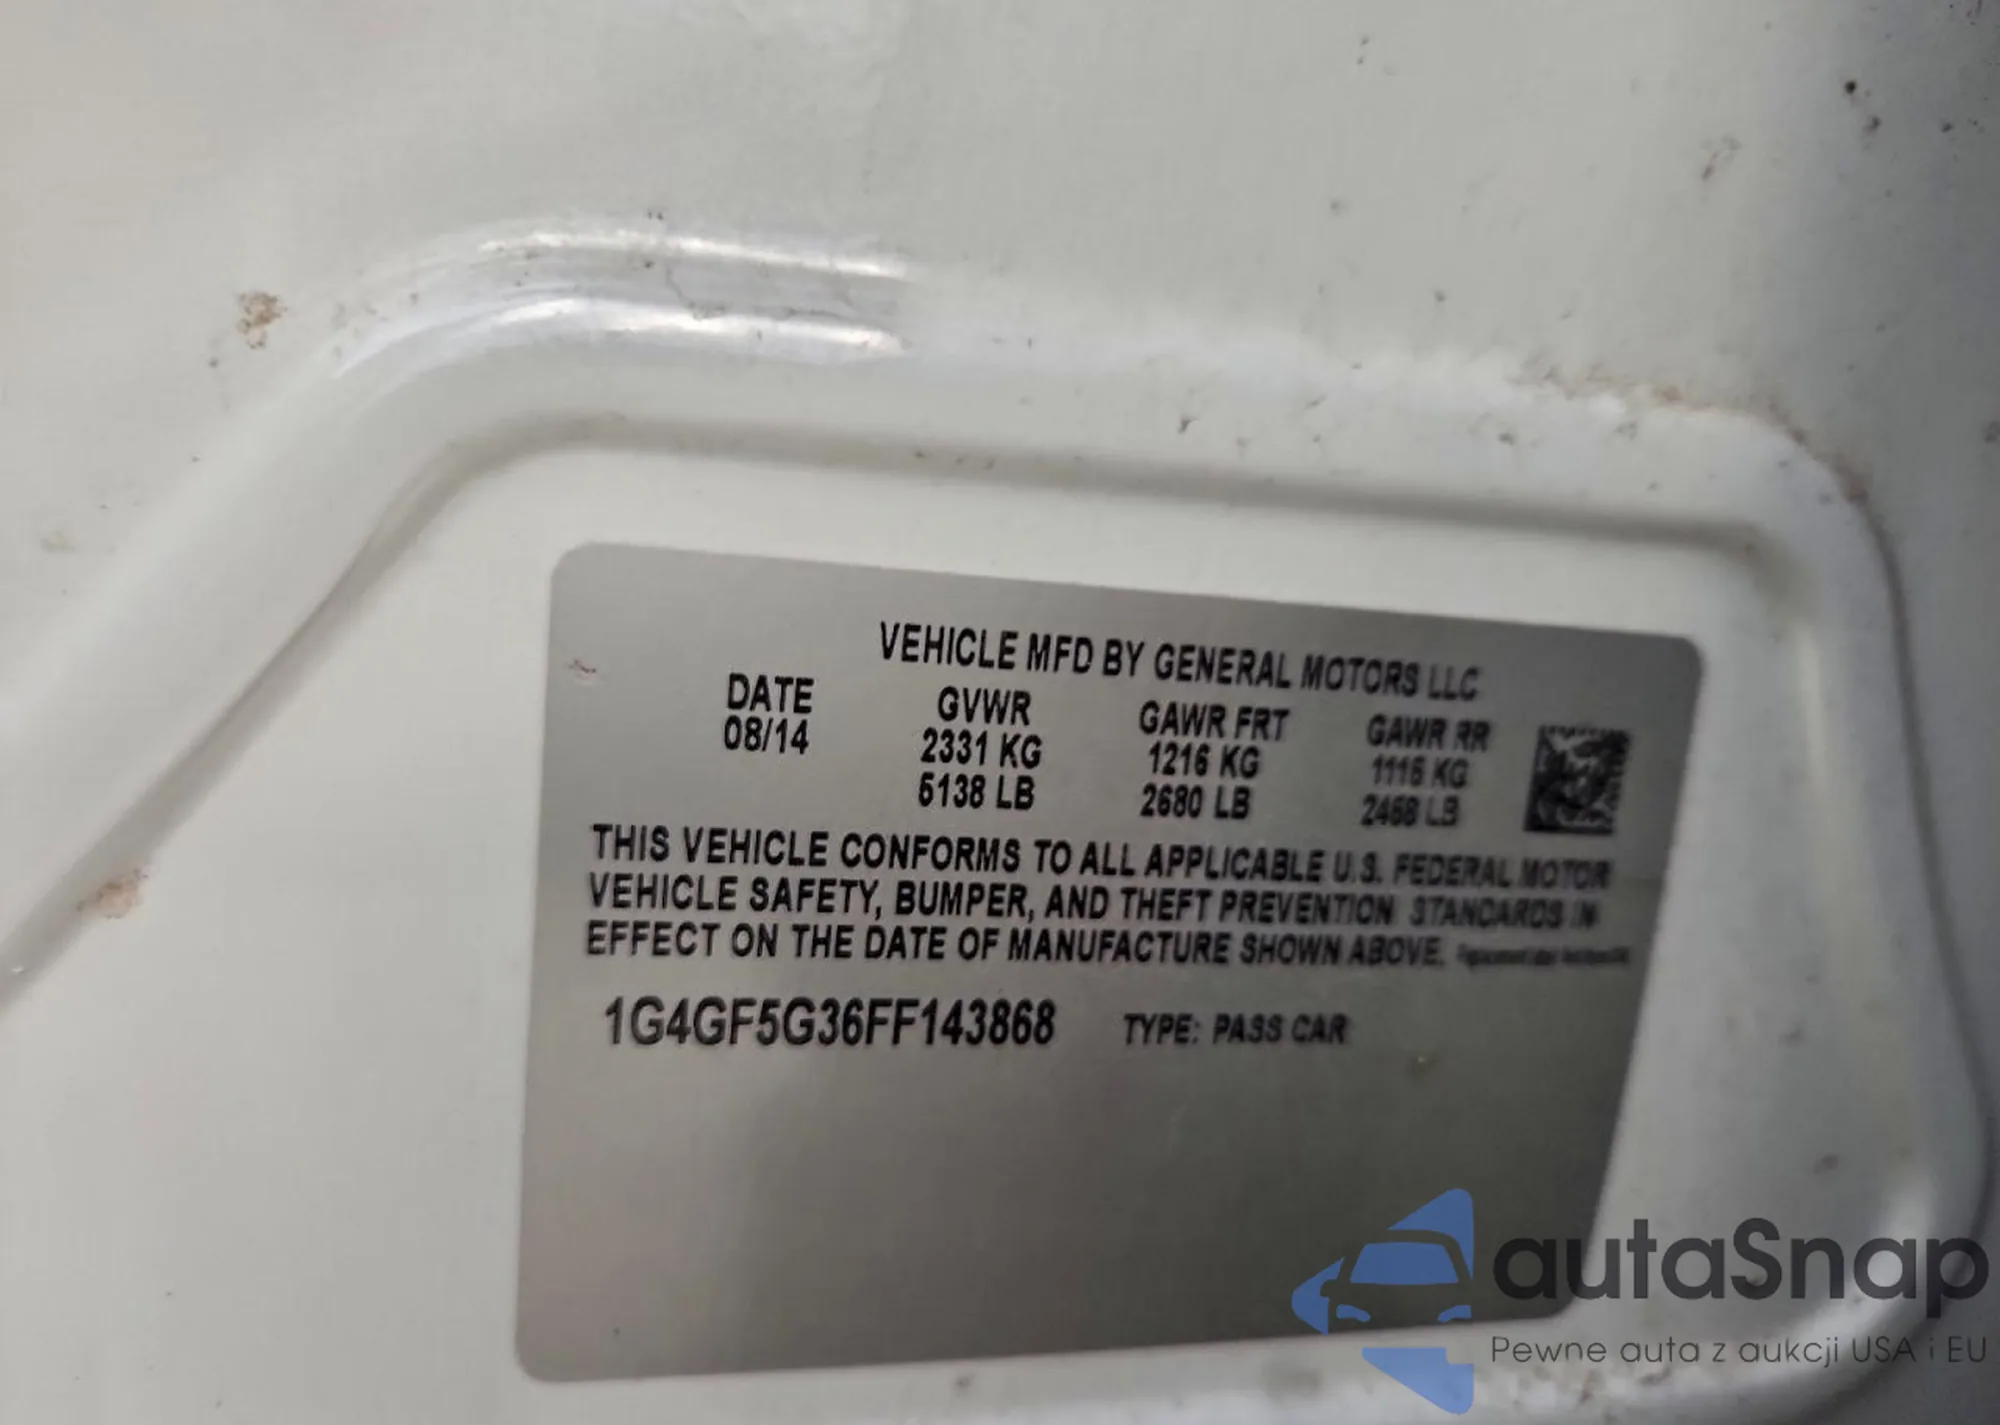 VEHICLE MFD BY GENERAL MOTORS LLC
DATE GVWR GAWR FRT GAWR RR
08/14 2331 KG 1216 KG 1116 KG
5138 LB 2680 LB 2458 LB
THIS VEHICLE CONFORMS TO ALL APPLICABLE U.S. FEDERAL MOTOR
VEHICLE SAFETY, BUMPER, AND THEFT PREVENTION STANDARDS IN
EFFECT ON THE DATE OF MANUFACTURE SHOWN ABOVE.
1G4GF5G36FF143868 TYPE: PASS CAR
autaSnap
Pewne auta z aukcji USA i EU